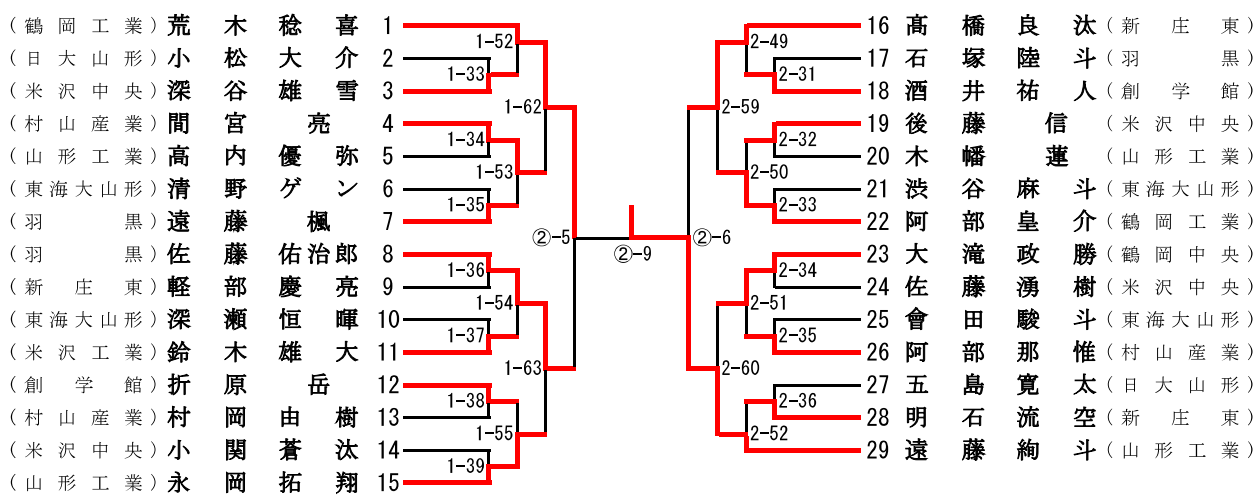 (鶴岡工業) 荒木稔喜 1
(日大山形) 小松大介 2
(米沢中央) 深谷雄雪 3
(村山産業) 間宮亮 4
(山形工業) 高内優弥 5
(東海大山形) 清野ゲン 6
(羽黒) 遠藤楓 7
(羽黒) 佐藤佑治郎 8
(新庄東) 軽部慶亮 9
(東海大山形) 深瀬恒暉 10
(米沢工業) 鈴木雄大 11
(創学館) 折原岳 12
(村山産業) 村岡由樹 13
(米沢中央) 小関蒼汰 14
(山形工業) 永岡拓翔 15
1-52
1-33
1-62
1-34
1-53
1-35
②-5
1-36
1-54
1-37
1-63
1-38
1-55
1-39
②-9
2-49
2-31
2-59
2-32
2-50
2-33
②-6
2-34
2-51
2-35
2-60
2-36
2-52
16 髙橋良汰 (新庄東)
17 石塚陸斗 (羽黒)
18 酒井祐人 (創学館)
19 後藤信 (米沢中央)
20 木幡蓮 (山形工業)
21 渋谷麻斗 (東海大山形)
22 阿部皇介 (鶴岡工業)
23 大滝政勝 (鶴岡中央)
24 佐藤湧樹 (米沢中央)
25 會田駿斗 (東海大山形)
26 阿部那惟 (村山産業)
27 五島寛太 (日大山形)
28 明石流空 (新庄東)
29 遠藤絢斗 (山形工業)